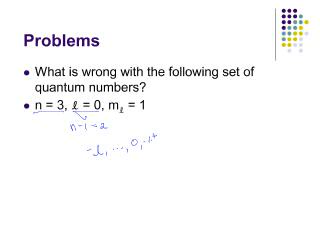 Problems
What is wrong with the following set of
quantum numbers?
n = 3, ℓ = 0, mℓ = 1
n-1 = 2
-ℓ, ..., 0, ..